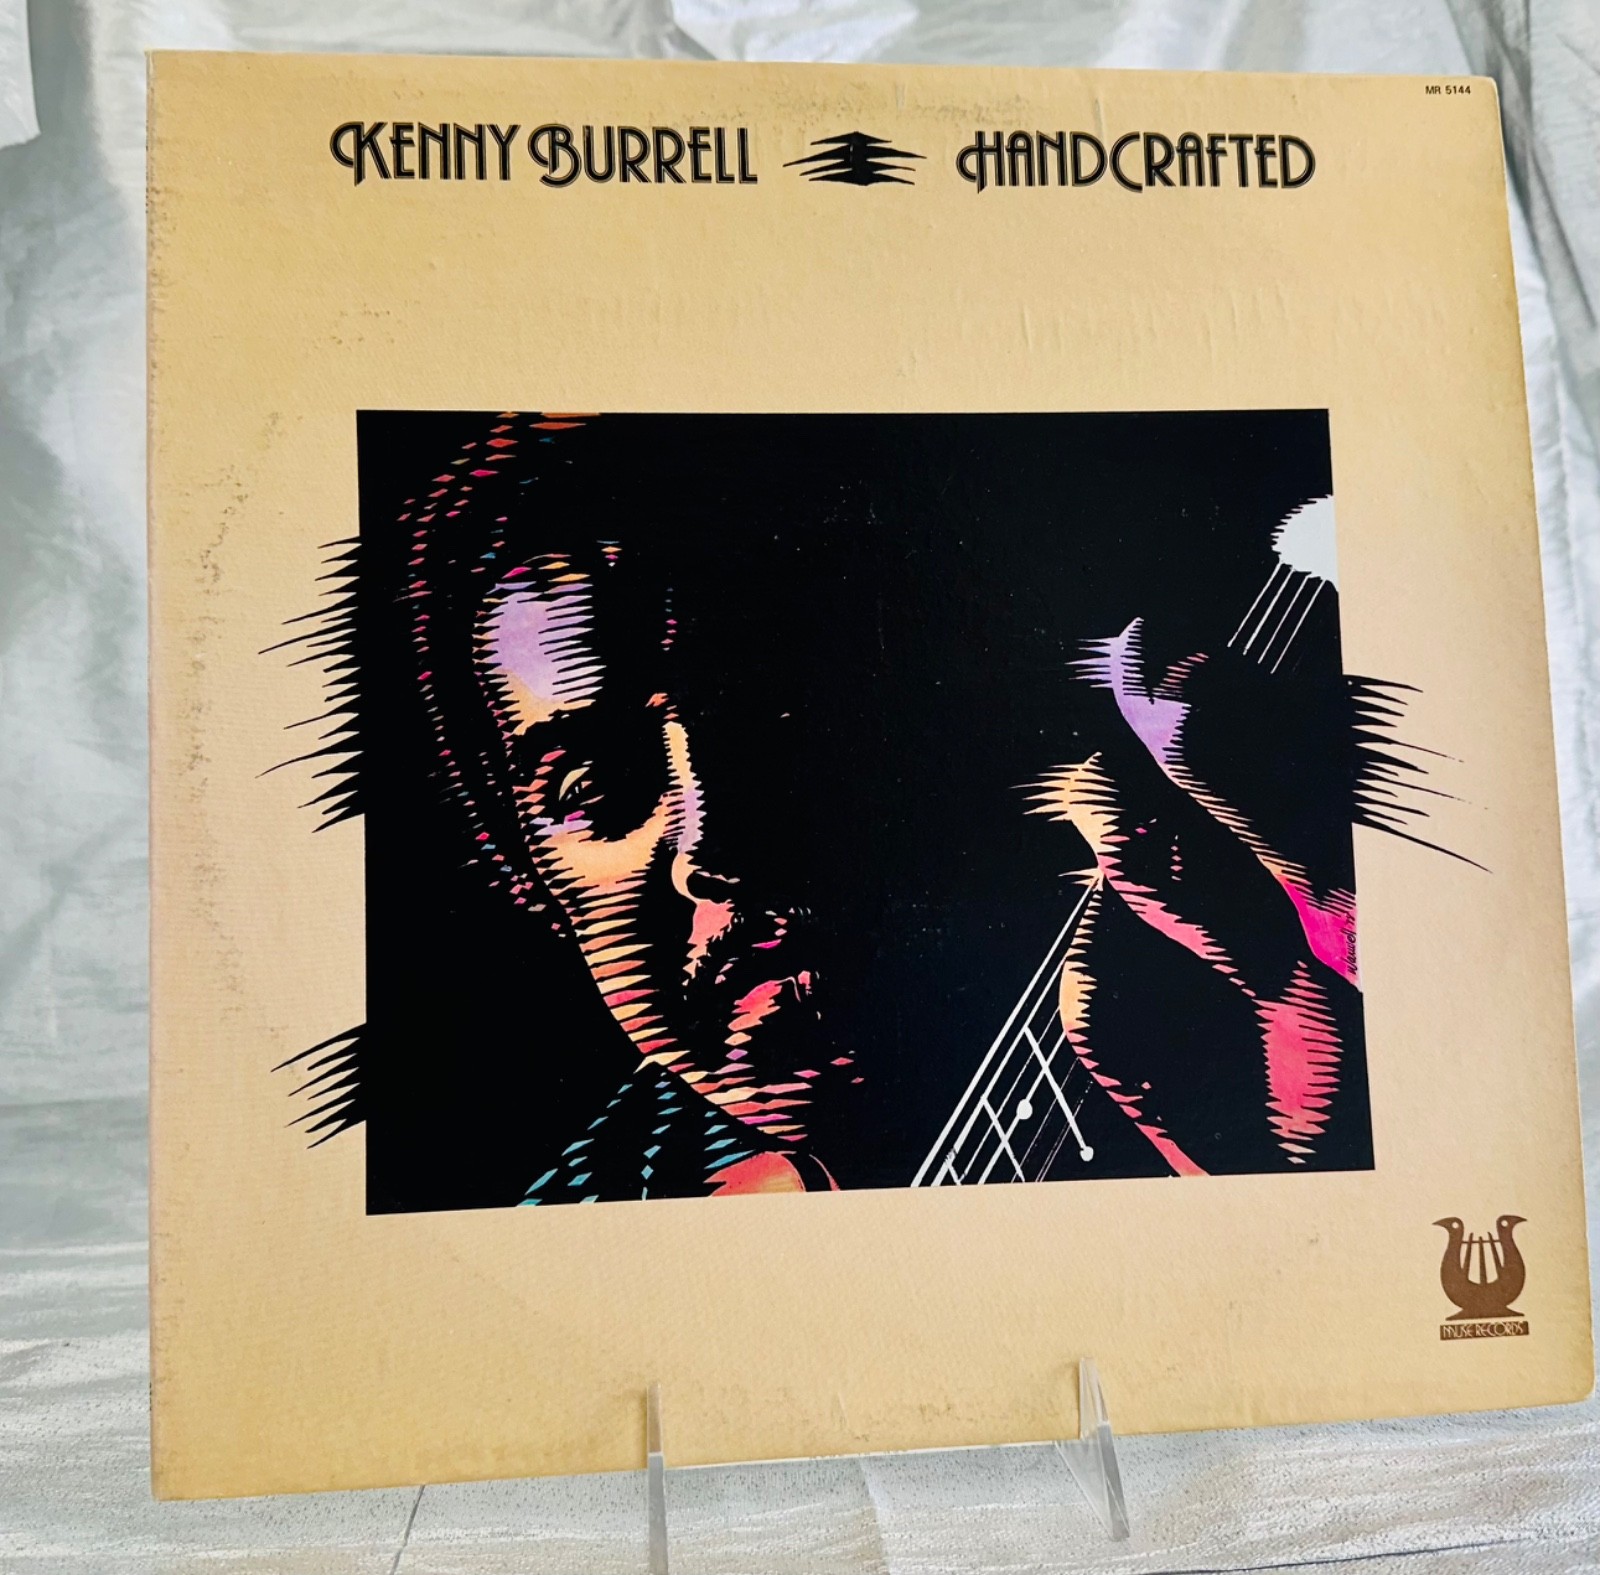 MR 5144
KENNY BURRELL HANDCRAFTED
MUSE RECORDS